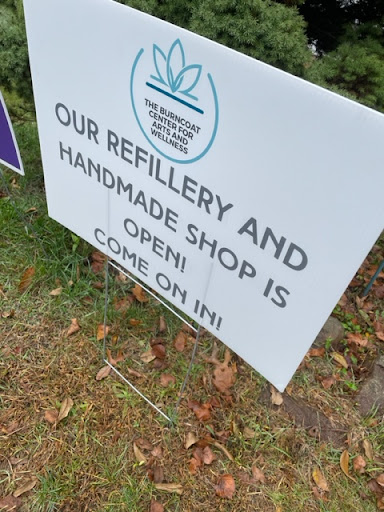 THE BURNCOAT
CENTER FOR
ARTS AND
WELLNESS
OUR REFILLERY AND
HANDMADE SHOP IS
OPEN!
COME ON IN!